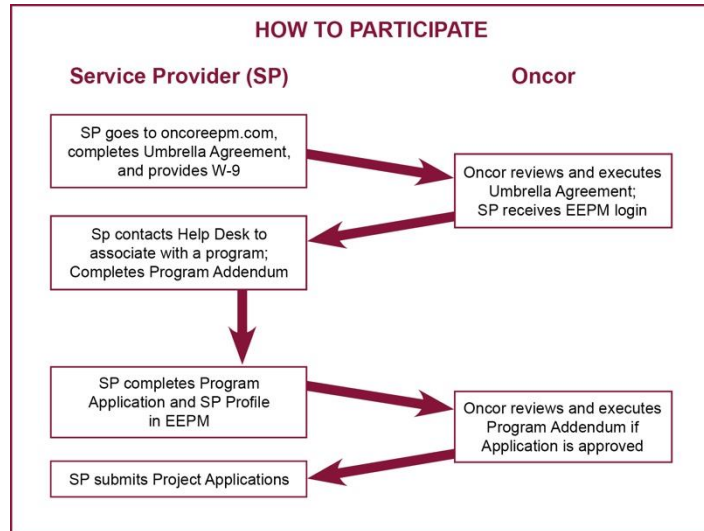 HOW TO PARTICIPATE
Service Provider (SP)
Oncor
SP goes to oncoreepm.com,
completes Umbrella Agreement,
and provides W-9
Oncor reviews and executes
Umbrella Agreement;
SP receives EEPM login
Sp contacts Help Desk to
associate with a program;
Completes Program Addendum
SP completes Program
Application and SP Profile
in EEPM
Oncor reviews and executes
Program Addendum if
Application is approved
SP submits Project Applications